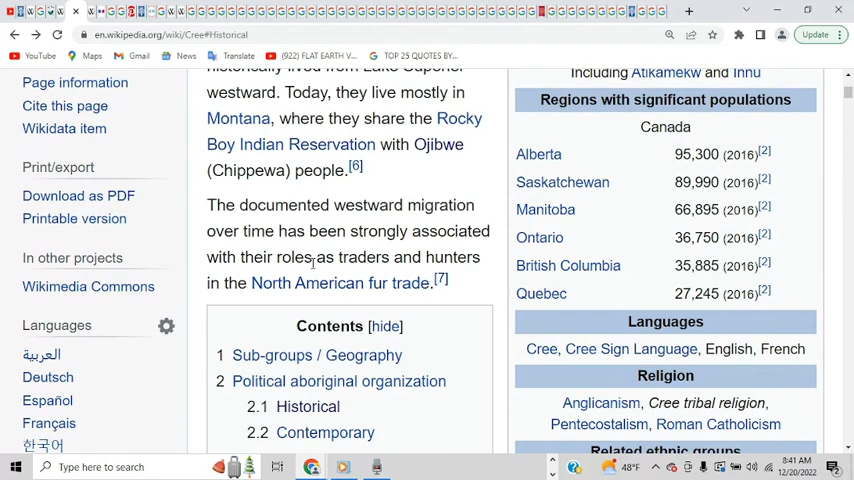 en.wikipedia.org/wiki/Cree#Historical
Update
YouTube
Maps
Gmail
News
Translate
(922) FLAT EARTH V...
TOP 25 QUOTES BY...
Page information
Cite this page
Wikidata item
Print/export
Download as PDF
Printable version
In other projects
Wikimedia Commons
Languages
العربية
Deutsch
Español
Français
한국어
historically lived from Lake Superior
westward. Today, they live mostly in
Montana, where they share the Rocky
Boy Indian Reservation with Ojibwe
(Chippewa) people.[6]
The documented westward migration
over time has been strongly associated
with their roles as traders and hunters
in the North American fur trade.[7]
Contents [hide]
1 Sub-groups / Geography
2 Political aboriginal organization
2.1 Historical
2.2 Contemporary
Including Atikamekw and Innu
Regions with significant populations
Canada
Alberta 95,300 (2016)[2]
Saskatchewan 89,990 (2016)[2]
Manitoba 66,895 (2016)[2]
Ontario 36,750 (2016)[2]
British Columbia 35,885 (2016)[2]
Quebec 27,245 (2016)[2]
Languages
Cree, Cree Sign Language, English, French
Religion
Anglicanism, Cree tribal religion,
Pentecostalism, Roman Catholicism
Related ethnic groups
Type here to search
48°F
8:41 AM
12/20/2022
2